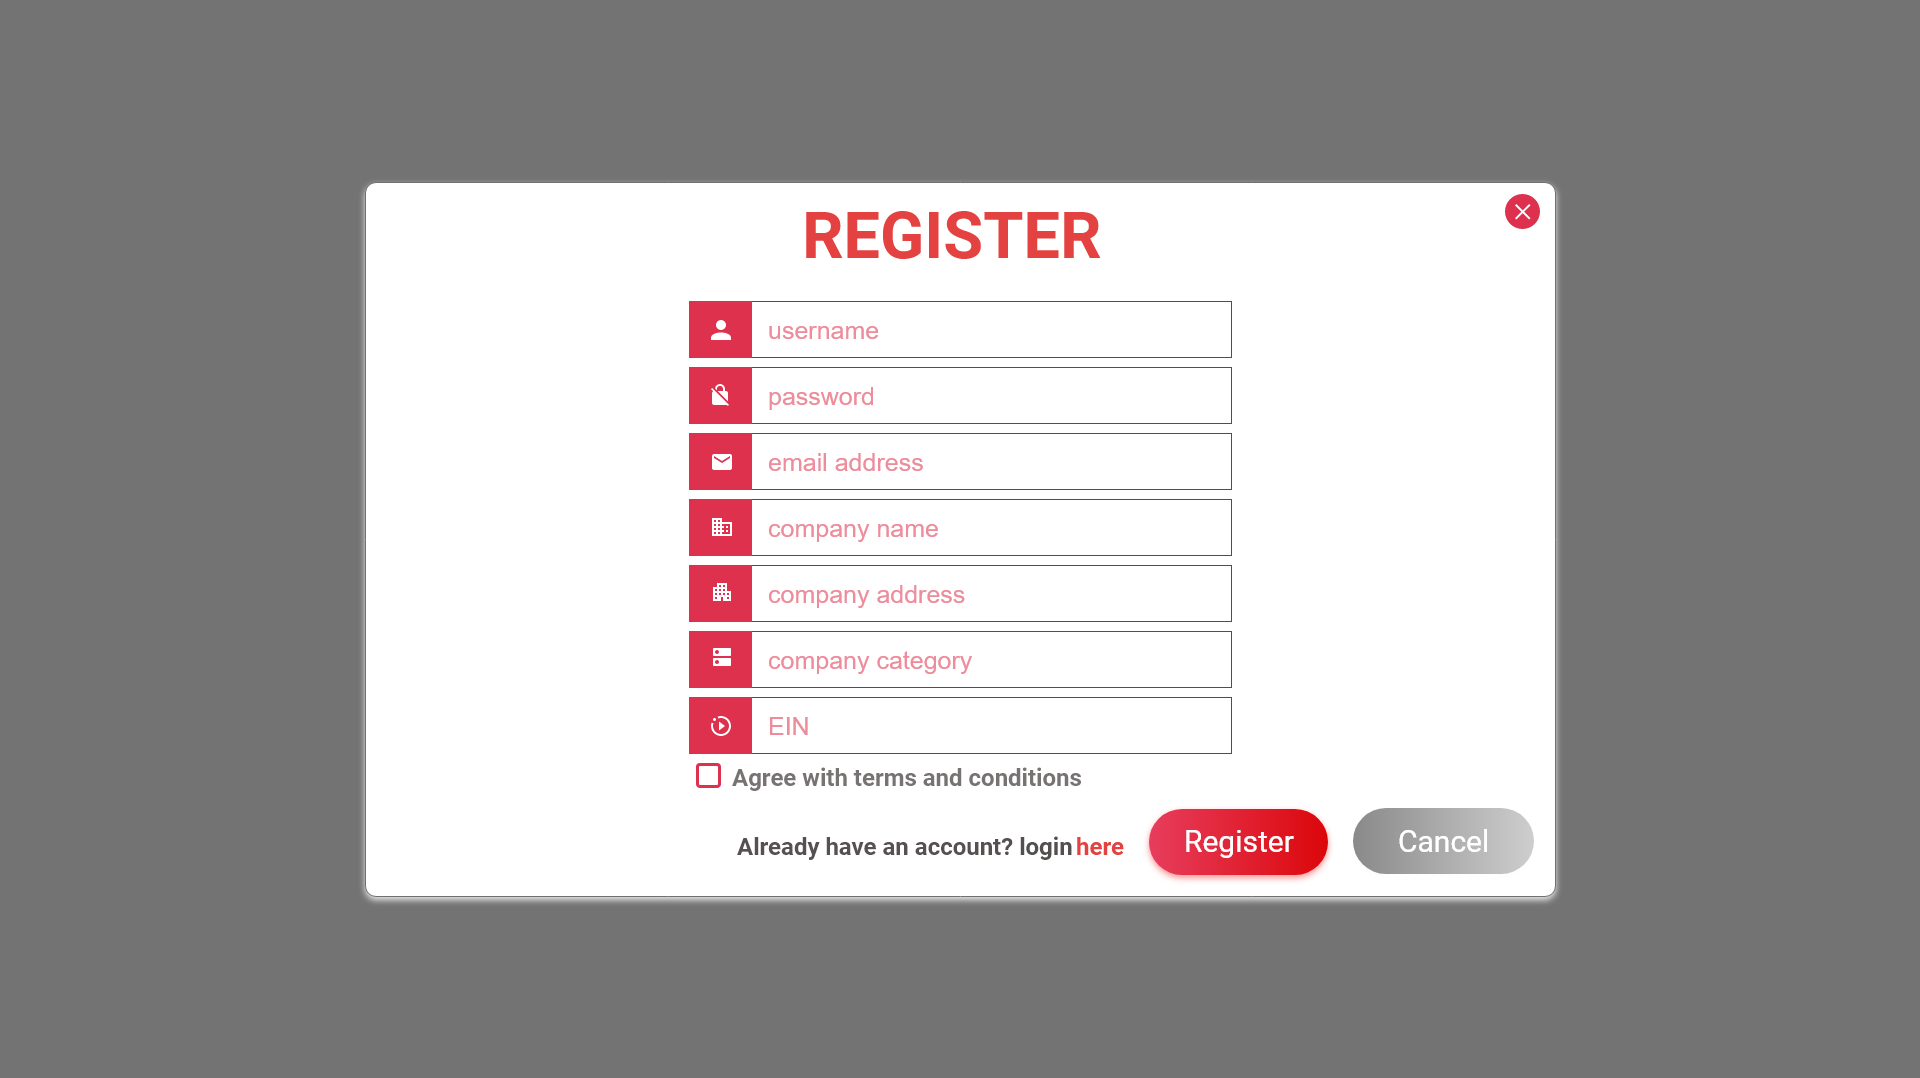 REGISTER
username
password
email address
company name
company address
company category
EIN
Agree with terms and conditions
Already have an account? login here
Register
Cancel